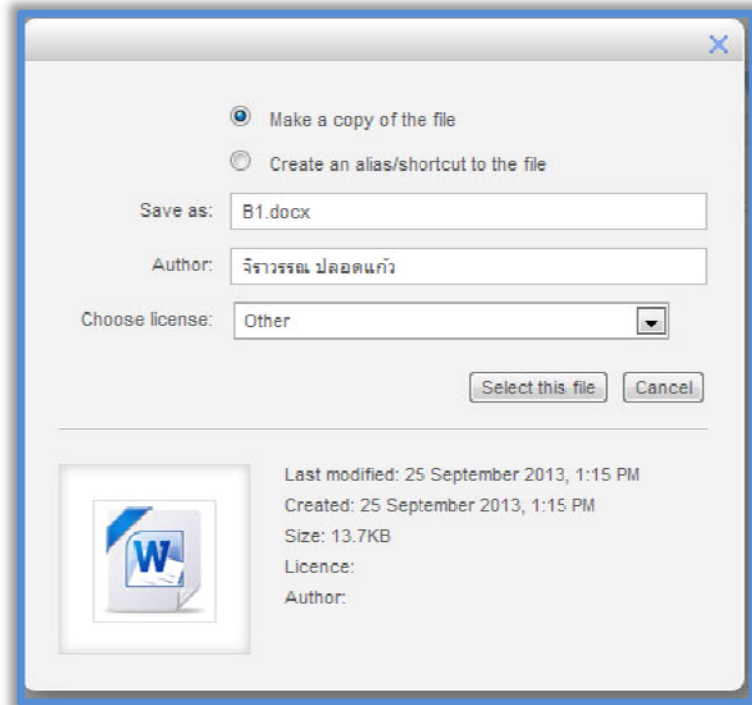 Make a copy of the file
Create an alias/shortcut to the file
Save as: B1.docx
Author: จิราวรรณ ปลอดแก้ว
Choose license: Other
Select this file Cancel
Last modified: 25 September 2013, 1:15 PM
Created: 25 September 2013, 1:15 PM
Size: 13.7KB
Licence:
Author:
W